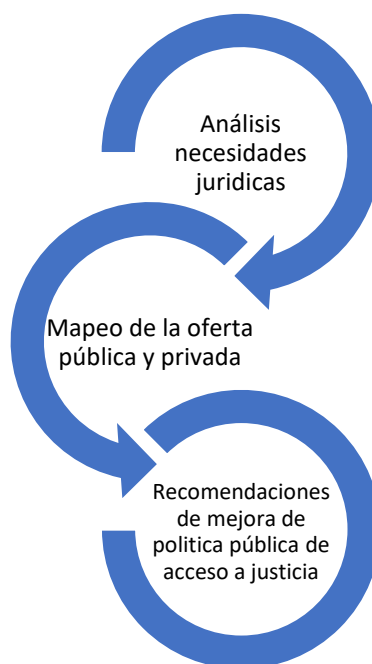 Análisis
necesidades
juridicas
Mapeo de la oferta
pública y privada
Recomendaciones
de mejora de
politica pública de
acceso a justicia